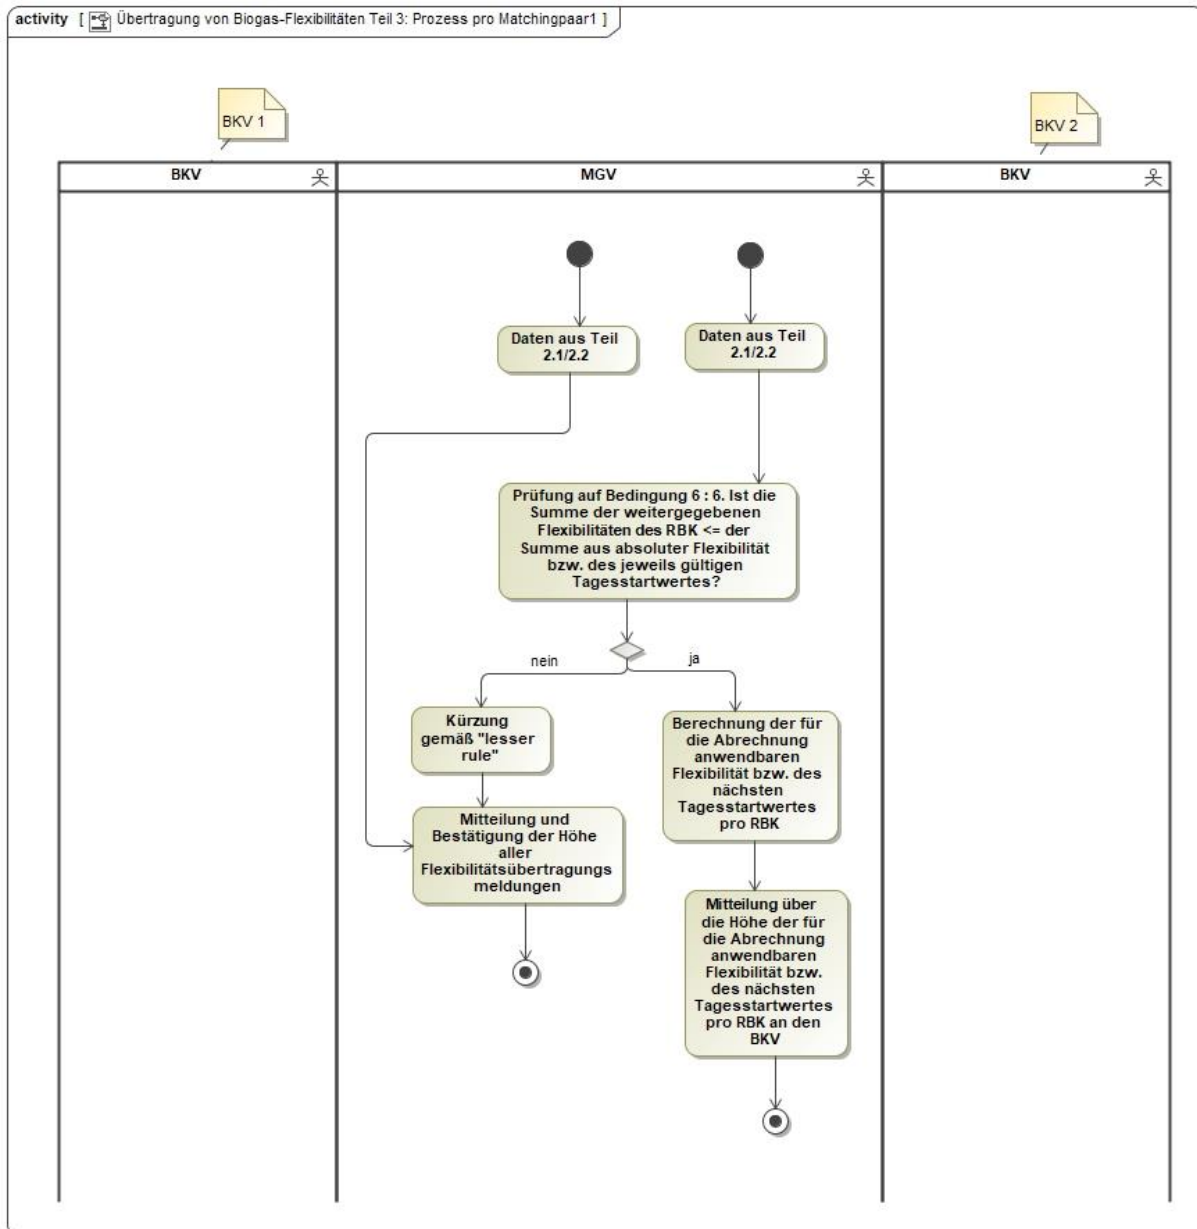 activity [ Übertragung von Biogas-Flexibilitäten Teil 3: Prozess pro Matchingpaar1 ]
BKV 1
BKV 2
BKV
MGV
BKV
Daten aus Teil
2.1/2.2
Daten aus Teil
2.1/2.2
Prüfung auf Bedingung 6 : 6. Ist die
Summe der weitergegebenen
Flexibilitäten des RBK <= der
Summe aus absoluter Flexibilität
bzw. des jeweils gültigen
Tagesstartwertes?
nein
ja
Kürzung
gemäß "lesser
rule"
Mitteilung und
Bestätigung der Höhe
aller
Flexibilitätsübertragungs
meldungen
Berechnung der für
die Abrechnung
anwendbaren
Flexibilität bzw. des
nächsten
Tagesstartwertes
pro RBK
Mitteilung über
die Höhe der für
die Abrechnung
anwendbaren
Flexibilität bzw.
des nächsten
Tagesstartwertes
pro RBK an den
BKV